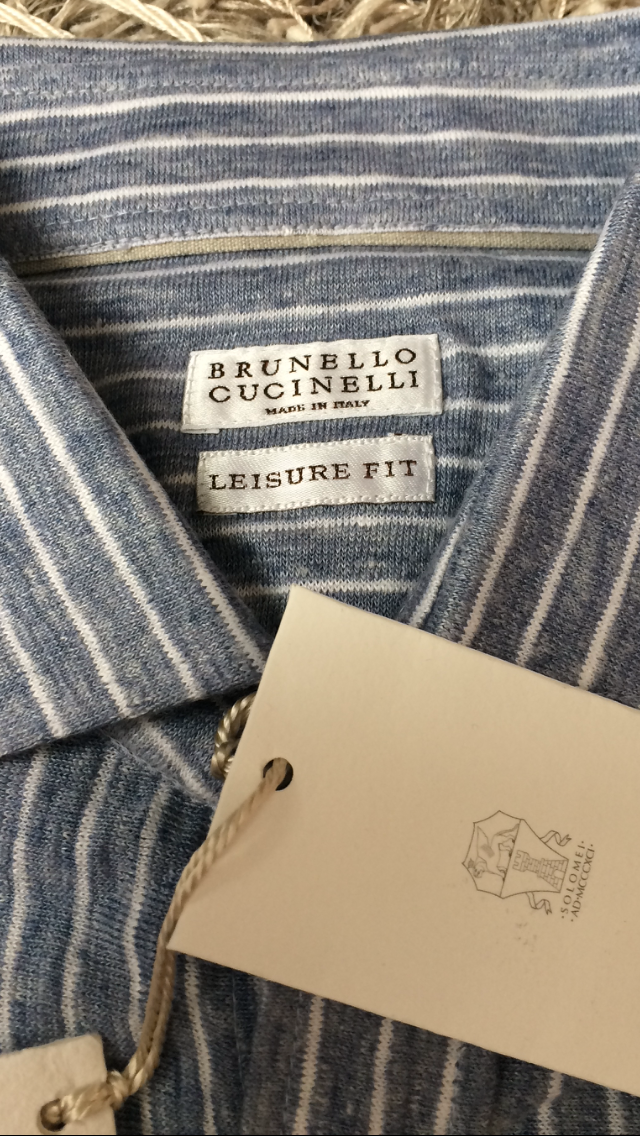 BRUNELLO
CUCINELLI
MADE IN ITALY
LEISURE FIT
·SOLOMEI·
·AD·MCCCXCI·